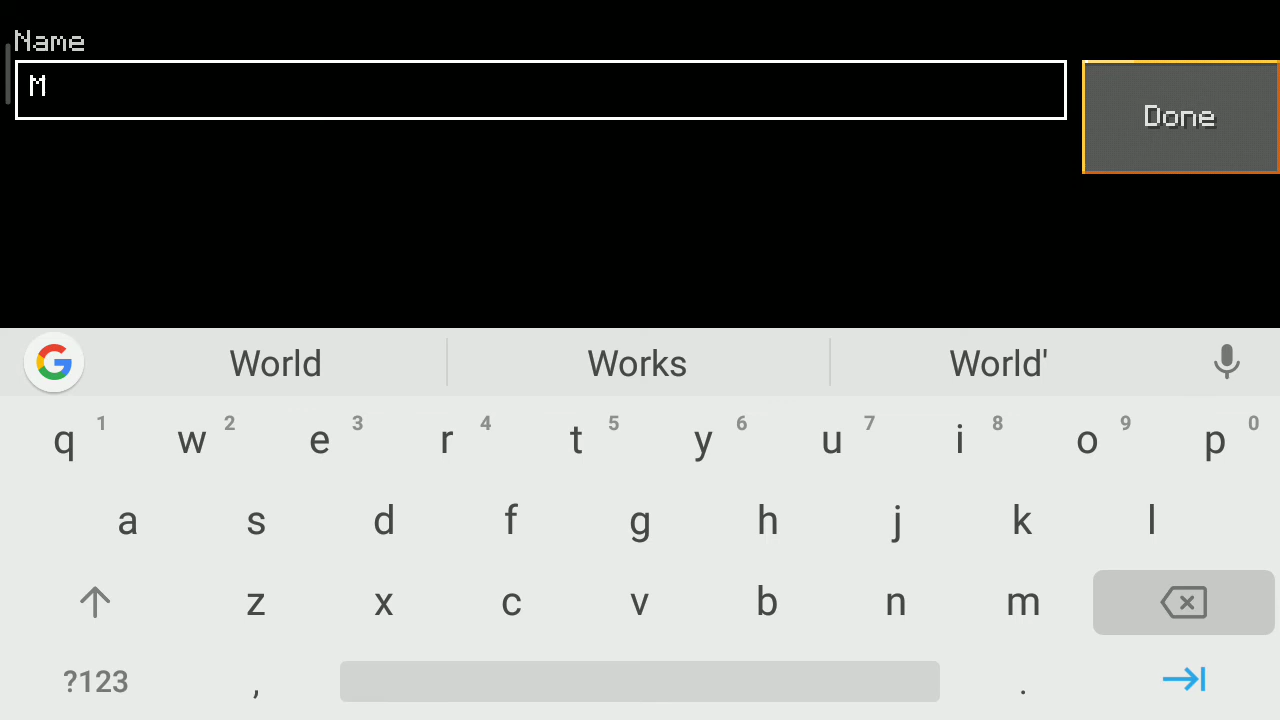 Name
M
Done
World Works World'
q 1 w 2 e 3 r 4 t 5 y 6 u 7 i 8 o 9 p 0
a s d f g h j k l
z x c v b n m
?123 , .